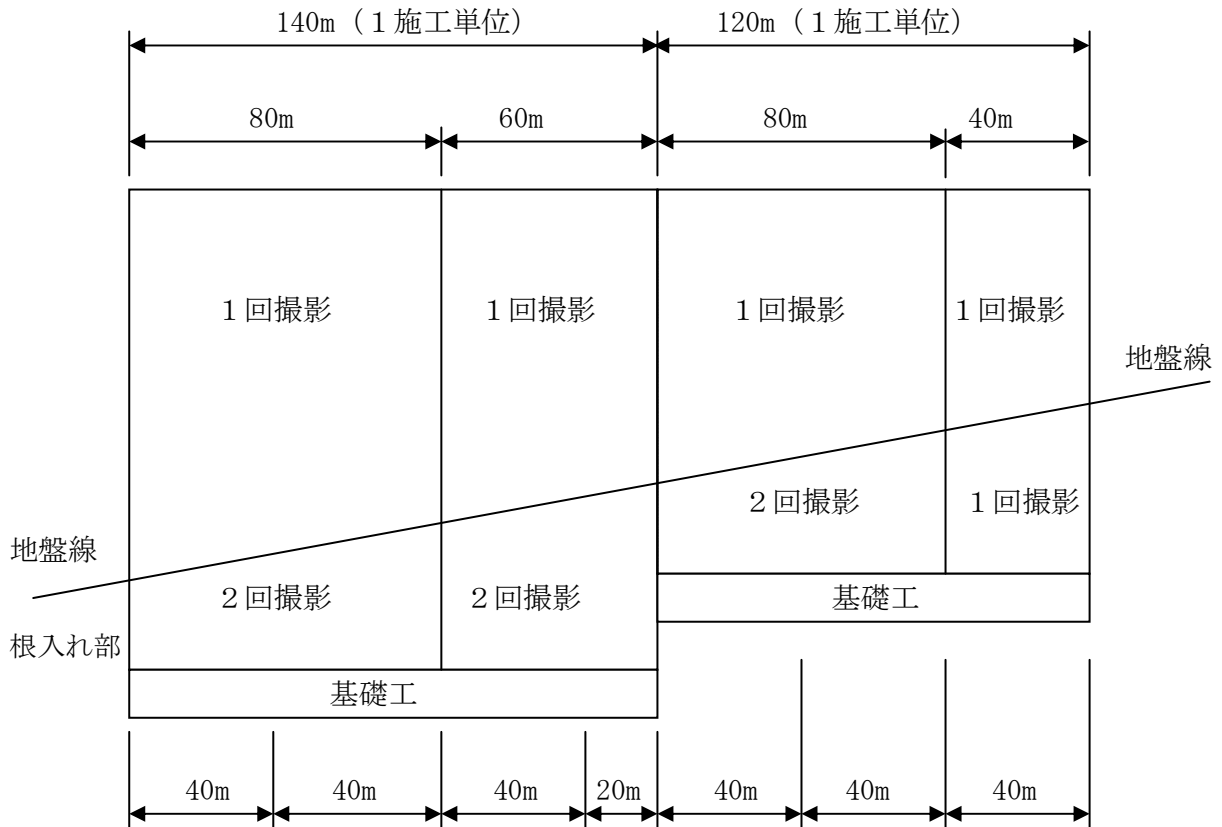 140m（１施工単位）
120m（１施工単位）
80m
60m
80m
40m
１回撮影
１回撮影
１回撮影
１回撮影
地盤線
２回撮影
１回撮影
地盤線
２回撮影
２回撮影
基礎工
根入れ部
基礎工
40m
40m
40m
20m
40m
40m
40m